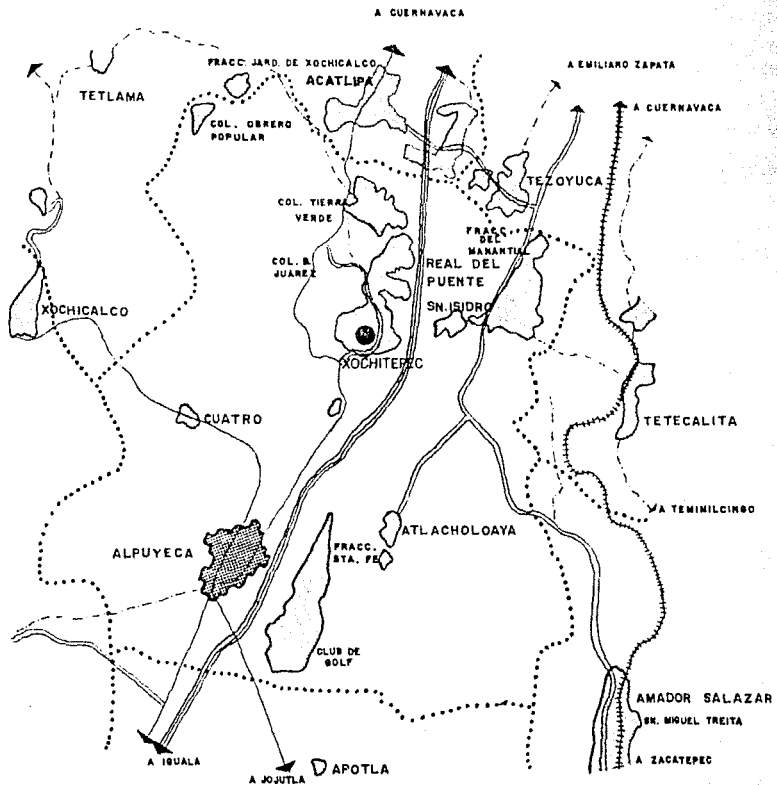 A CUERNAVACA
FRACC. JARD. DE XOCHICALCO
ACATLIPA
A EMILIANO ZAPATA
TETLAMA
A CUERNAVACA
COL. OBRERO
POPULAR
TEZOYUCA
COL. TIERRA
VERDE
FRACC.
DEL
MANANTIAL
COL. B.
JUAREZ
REAL DEL
PUENTE
SN. ISIDRO
XOCHICALCO
XOCHITEPEC
CUATRO
TETECALITA
A TEMIMILCINGO
ATLACHOLOAYA
ALPUYECA
FRACC.
STA. FE
CLUB DE
GOLF
AMADOR SALAZAR
SN. MIGUEL TREITA
A IGUALA
A ZACATEPEC
A JOJUTLA
APOTLA